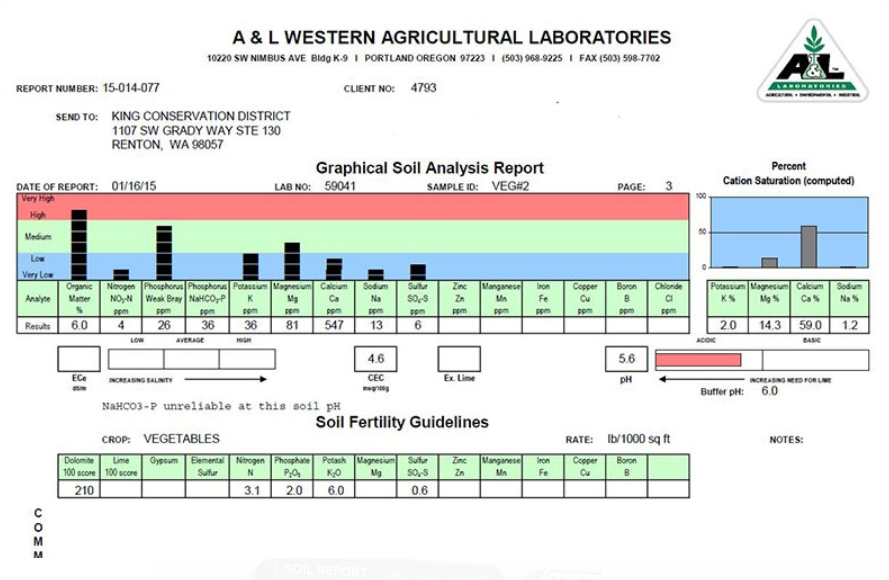 A & L WESTERN AGRICULTURAL LABORATORIES
10220 SW NIMBUS AVE Bldg K-9 I PORTLAND OREGON 97223 I (503) 968-9225 I FAX (503) 598-7702
A&L
LABORATORIES
AGRICULTURAL • ENVIRONMENTAL • INDUSTRIAL
REPORT NUMBER: 15-014-077 CLIENT NO: 4793
SEND TO: KING CONSERVATION DISTRICT
1107 SW GRADY WAY STE 130
RENTON, WA 98057
Graphical Soil Analysis Report
DATE OF REPORT: 01/16/15 LAB NO: 59041 SAMPLE ID: VEG#2 PAGE: 3
Very High
High
Medium
Low
Very Low
Analyte Organic Matter % Nitrogen NO3-N ppm Phosphorus Weak Bray ppm Phosphorus NaHCO3-P ppm Potassium K ppm Magnesium Mg ppm Calcium Ca ppm Sodium Na ppm Sulfur SO4-S ppm Zinc Zn ppm Manganese Mn ppm Iron Fe ppm Copper Cu ppm Boron B ppm Chloride Cl ppm
Results 6.0 4 26 36 36 81 547 13 6
Percent
Cation Saturation (computed)
100
50
0
Potassium K % Magnesium Mg % Calcium Ca % Sodium Na %
2.0 14.3 59.0 1.2
LOW AVERAGE HIGH
ECe
dS/m
INCREASING SALINITY
4.6
CEC
meq/100g
Ex. Lime
5.6
pH
ACIDIC BASIC
INCREASING NEED FOR LIME
Buffer pH: 6.0
NaHCO3-P unreliable at this soil pH
Soil Fertility Guidelines
CROP: VEGETABLES RATE: lb/1000 sq ft NOTES:
Dolomite 100 score Lime 100 score Gypsum Elemental Sulfur Nitrogen N Phosphate P2O5 Potash K2O Magnesium Mg Sulfur SO4-S Zinc Zn Manganese Mn Iron Fe Copper Cu Boron B
210 3.1 2.0 6.0 0.6
C
O
M
M
SOIL REPORT